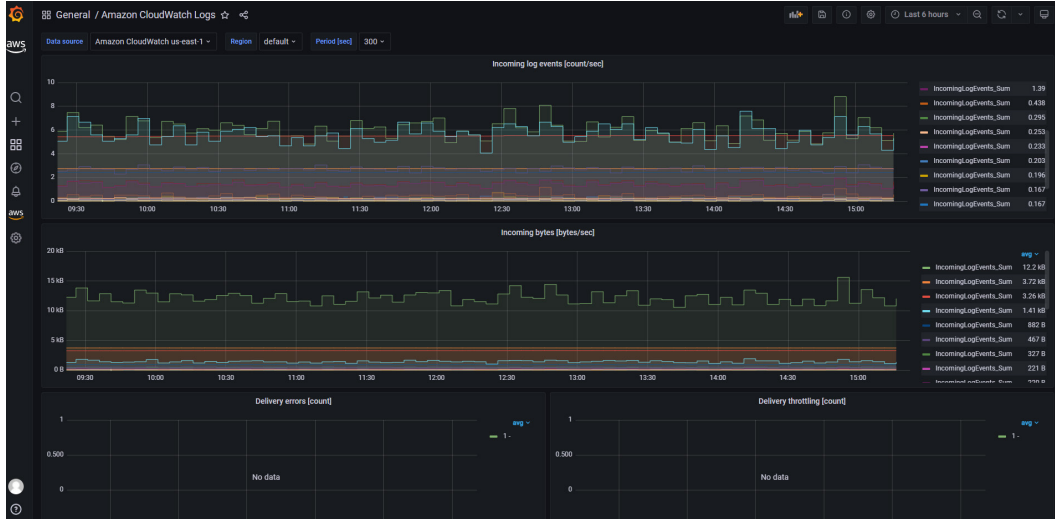 General / Amazon CloudWatch Logs
Last 6 hours
aws
Data source Amazon CloudWatch us-east-1 Region default Period [sec] 300
Incoming log events [count/sec]
10
8
6
4
2
0
09:30 10:00 10:30 11:00 11:30 12:00 12:30 13:00 13:30 14:00 14:30 15:00
IncomingLogEvents_Sum 1.39
IncomingLogEvents_Sum 0.438
IncomingLogEvents_Sum 0.295
IncomingLogEvents_Sum 0.253
IncomingLogEvents_Sum 0.233
IncomingLogEvents_Sum 0.203
IncomingLogEvents_Sum 0.196
IncomingLogEvents_Sum 0.167
IncomingLogEvents_Sum 0.167
aws
Incoming bytes [bytes/sec]
20 kB
15 kB
10 kB
5 kB
0 B
09:30 10:00 10:30 11:00 11:30 12:00 12:30 13:00 13:30 14:00 14:30 15:00
avg
IncomingLogEvents_Sum 12.2 kB
IncomingLogEvents_Sum 3.72 kB
IncomingLogEvents_Sum 3.26 kB
IncomingLogEvents_Sum 1.41 kB
IncomingLogEvents_Sum 882 B
IncomingLogEvents_Sum 467 B
IncomingLogEvents_Sum 327 B
IncomingLogEvents_Sum 221 B
IncomingLogEvents_Sum 220 B
Delivery errors [count]
1
0.500
0
No data
avg
1 -
Delivery throttling [count]
1
0.500
0
No data
avg
1 -